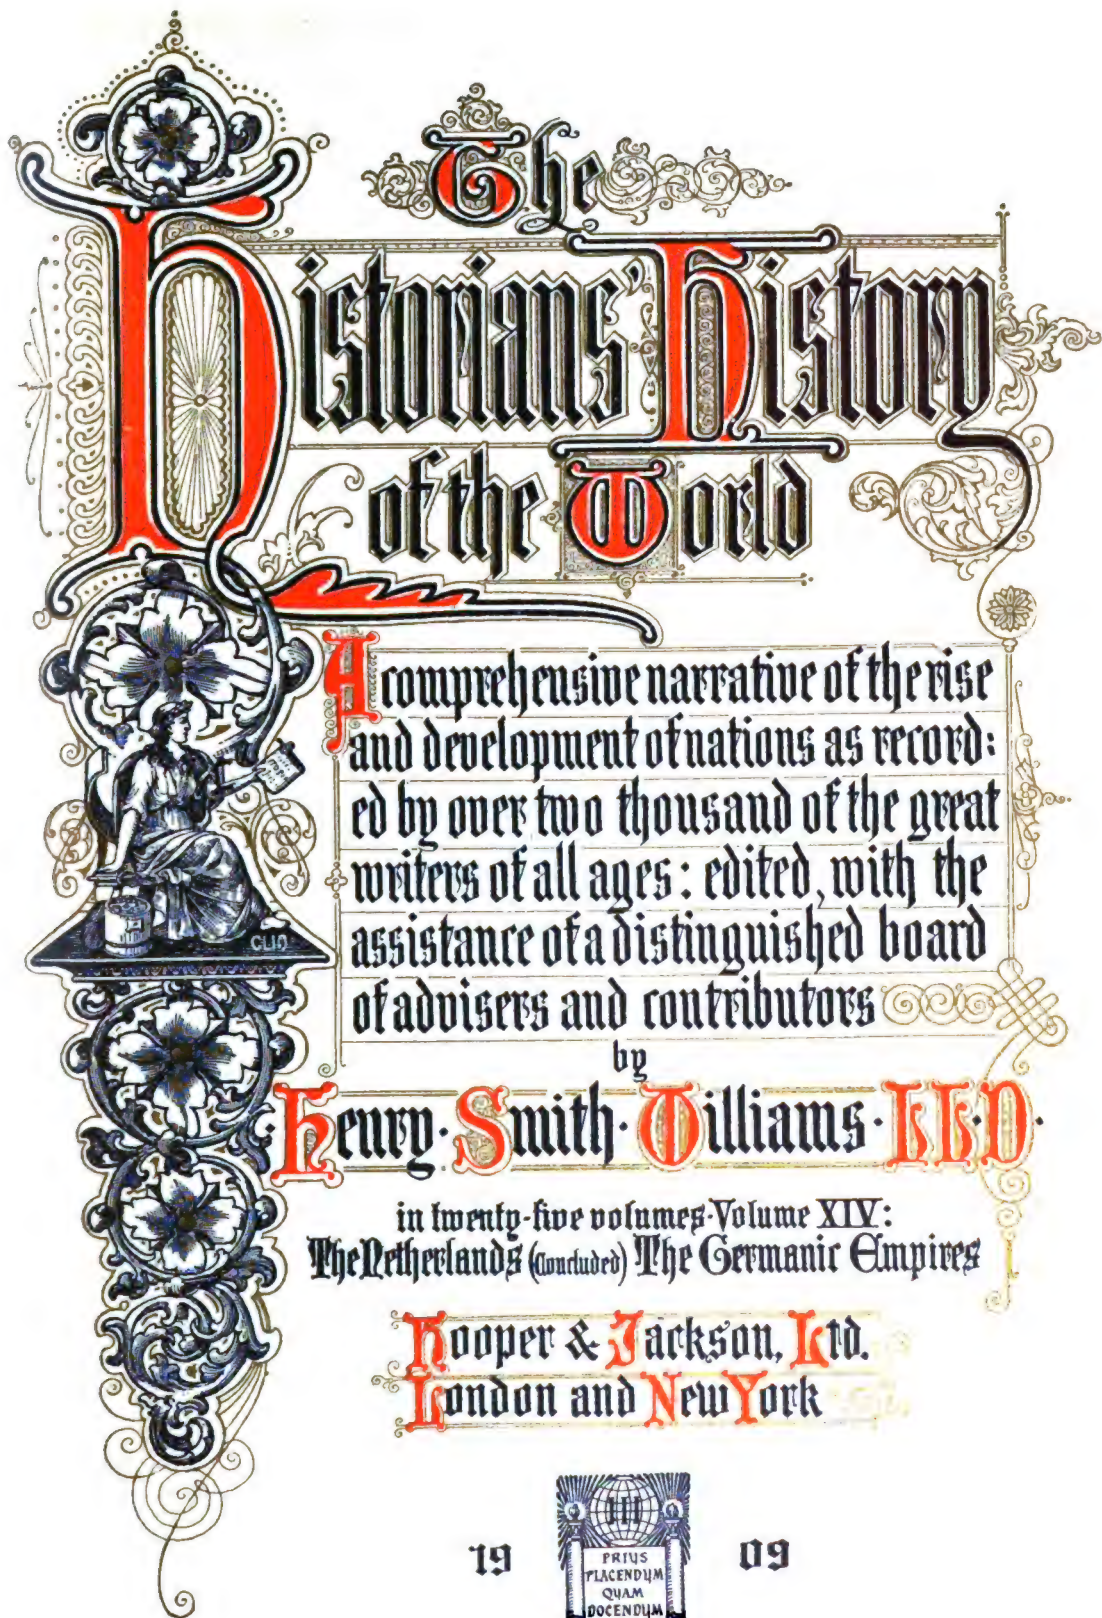 The
Historians' History
of the World
A comprehensive narrative of the rise
and development of nations as record:
ed by over two thousand of the great
writers of all ages: edited, with the
assistance of a distinguished board
of advisers and contributors
by
Henry · Smith · Williams · LL.D.
in twenty-five volumes · Volume XIV:
The Netherlands (Concluded) The Germanic Empires
Hooper & Jackson, Ltd.
London and New York
19 09
CLIO
HH
PRIUS
PLACENDUM
QUAM
DOCENDUM